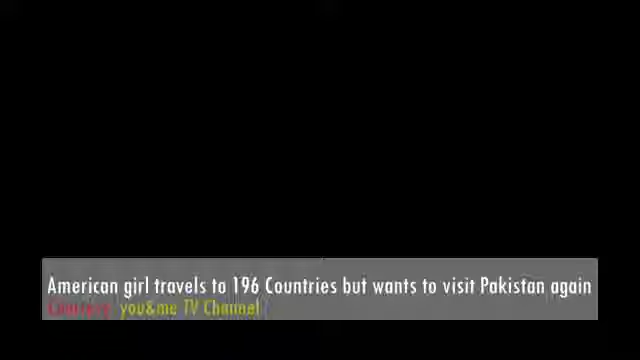 American girl travels to 196 Countries but wants to visit Pakistan again
Courtesy you&me TV Channel